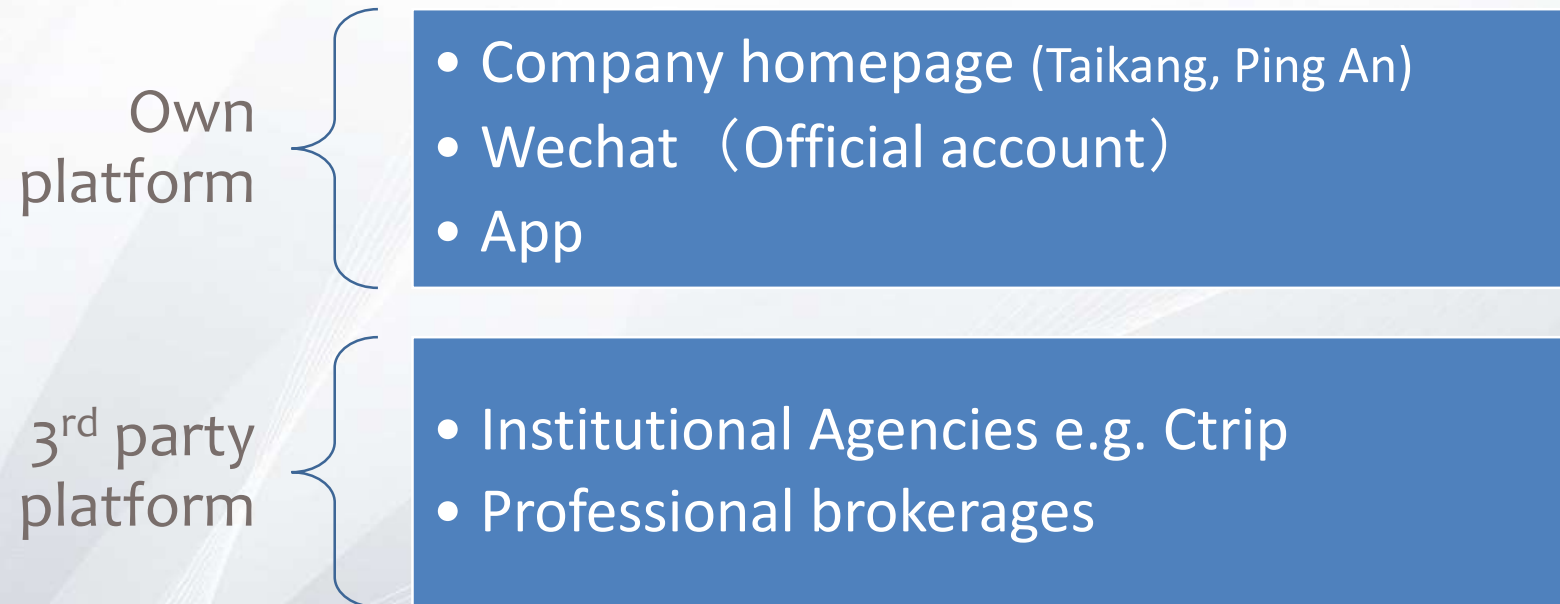 Own
platform
• Company homepage (Taikang, Ping An)
• Wechat （Official account）
• App
3rd party
platform
• Institutional Agencies e.g. Ctrip
• Professional brokerages